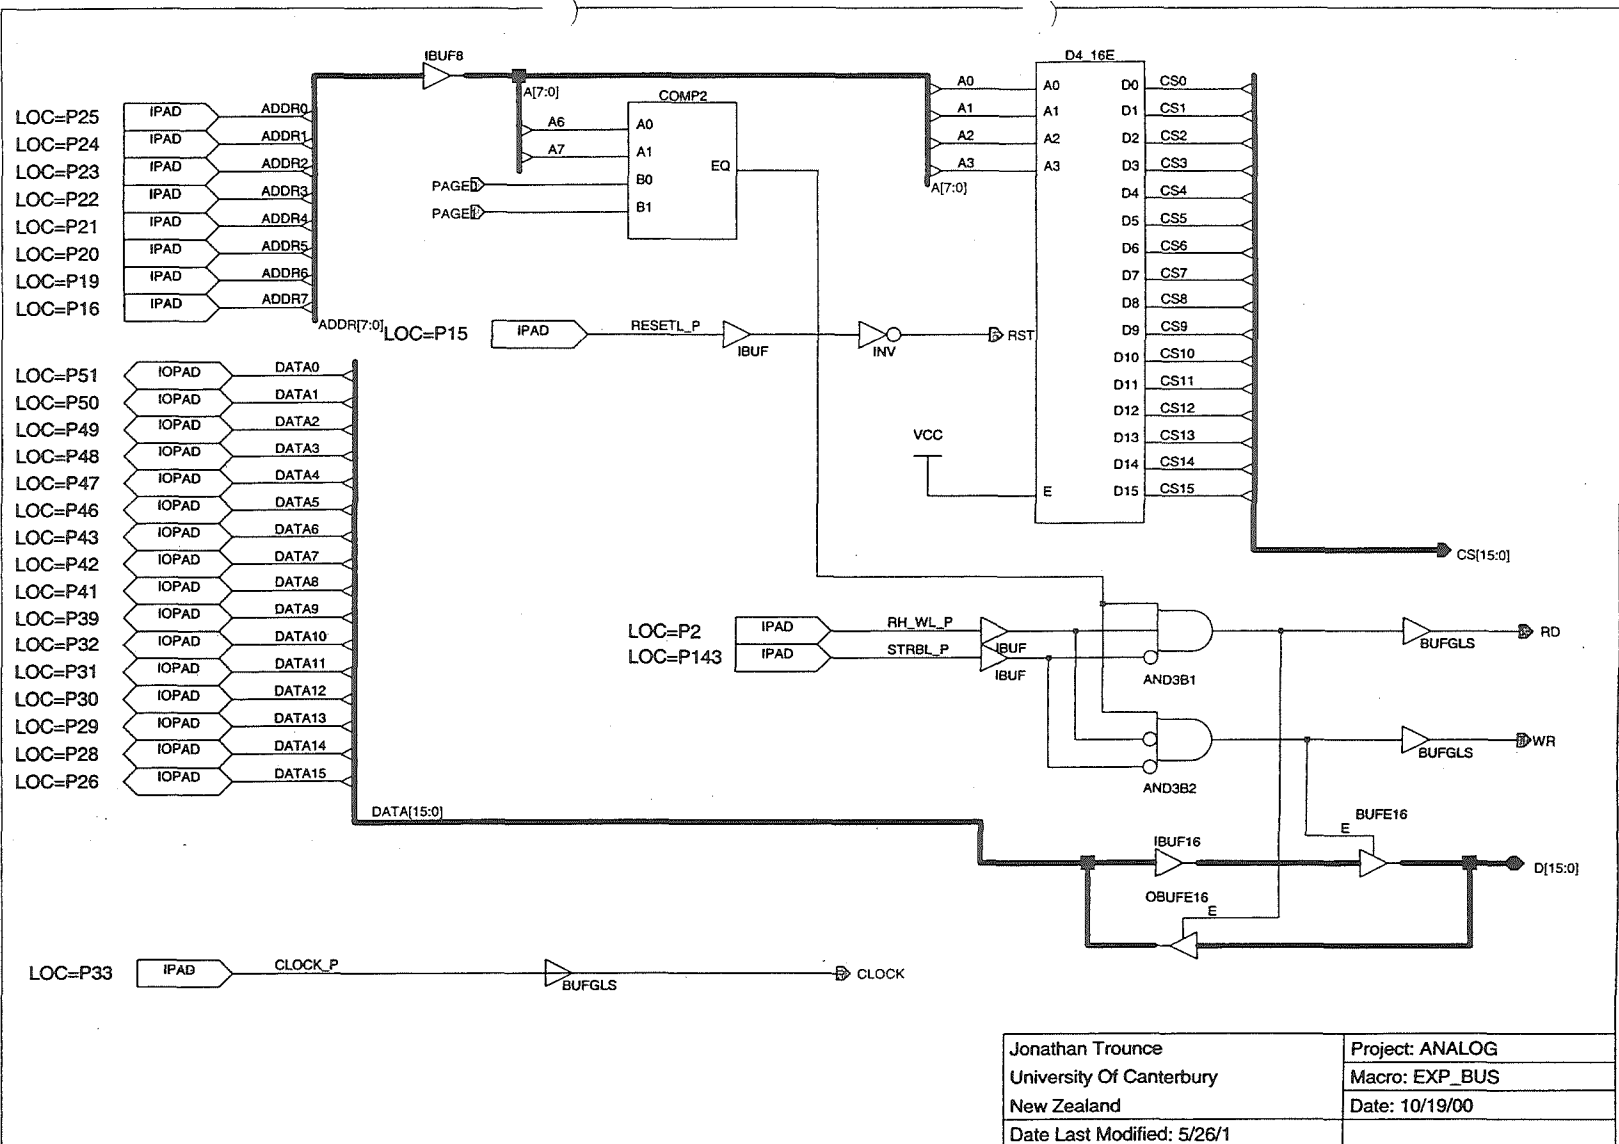 IBUF8
D4_16E
A[7:0]
COMP2
LOC=P25 IPAD ADDR0
LOC=P24 IPAD ADDR1
LOC=P23 IPAD ADDR2
LOC=P22 IPAD ADDR3
LOC=P21 IPAD ADDR4
LOC=P20 IPAD ADDR5
LOC=P19 IPAD ADDR6
LOC=P16 IPAD ADDR7
ADDR[7:0]
A6 A0
A7 A1
EQ
PAGE B0
PAGE B1
A0 A0 D0 CS0
A1 A1 D1 CS1
A2 A2 D2 CS2
A3 A3 D3 CS3
A[7:0]
D4 CS4
D5 CS5
D6 CS6
D7 CS7
D8 CS8
D9 CS9
D10 CS10
D11 CS11
D12 CS12
D13 CS13
D14 CS14
E D15 CS15
VCC
CS[15:0]
LOC=P15 IPAD RESETL_P
IBUF
INV
RST
LOC=P51 IOPAD DATA0
LOC=P50 IOPAD DATA1
LOC=P49 IOPAD DATA2
LOC=P48 IOPAD DATA3
LOC=P47 IOPAD DATA4
LOC=P46 IOPAD DATA5
LOC=P43 IOPAD DATA6
LOC=P42 IOPAD DATA7
LOC=P41 IOPAD DATA8
LOC=P39 IOPAD DATA9
LOC=P32 IOPAD DATA10
LOC=P31 IOPAD DATA11
LOC=P30 IOPAD DATA12
LOC=P29 IOPAD DATA13
LOC=P28 IOPAD DATA14
LOC=P26 IOPAD DATA15
DATA[15:0]
LOC=P2 IPAD RH_WL_P
IBUF
LOC=P143 IPAD STRBL_P
IBUF
AND3B1
BUFGLS
RD
AND3B2
BUFGLS
WR
BUFE16
E
IBUF16
D[15:0]
OBUFE16
E
LOC=P33 IPAD CLOCK_P
BUFGLS
CLOCK
Jonathan Trounce
University Of Canterbury
New Zealand
Date Last Modified: 5/26/1
Project: ANALOG
Macro: EXP_BUS
Date: 10/19/00